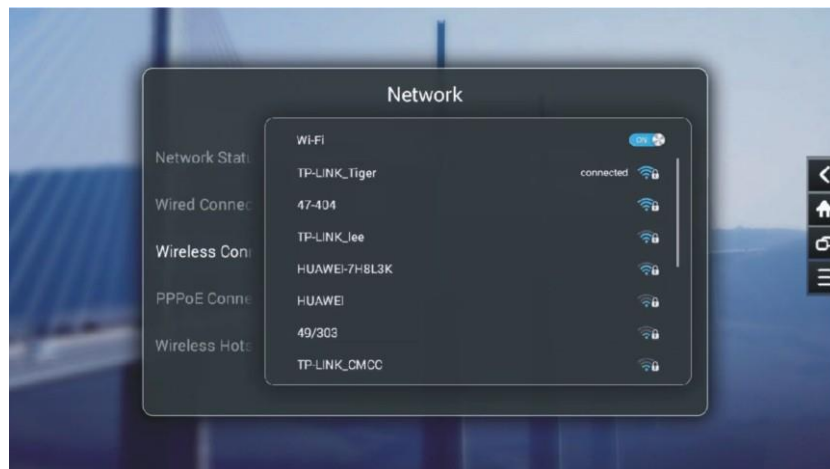 Network
Wi-Fi
ON
Network Stat
TP-LINK_Tiger connected
Wired Connec
47-404
TP-LINK_lee
Wireless Con
HUAWEI-7H8L3K
PPPoE Conne
HUAWEI
49/303
Wireless Hots
TP-LINK_CMCC